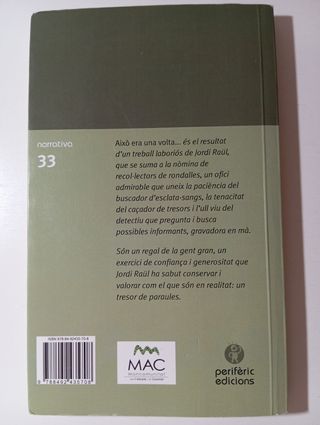 narrativa
33
Això era una volta... és el resultat
d'un treball laboriós de Jordi Raül,
que se suma a la nòmina de
recol·lectors de rondalles, un ofici
admirable que uneix la paciència del
buscador d'esclata-sangs, la tenacitat
del caçador de tresors i l'ull viu del
detectiu que pregunta i busca
possibles informants, gravadora en mà.
Són un regal de la gent gran, un
exercici de confiança i generositat que
Jordi Raül ha sabut conservar i
valorar com el que són en realitat: un
tresor de paraules.
MAC
perifèric
edicions